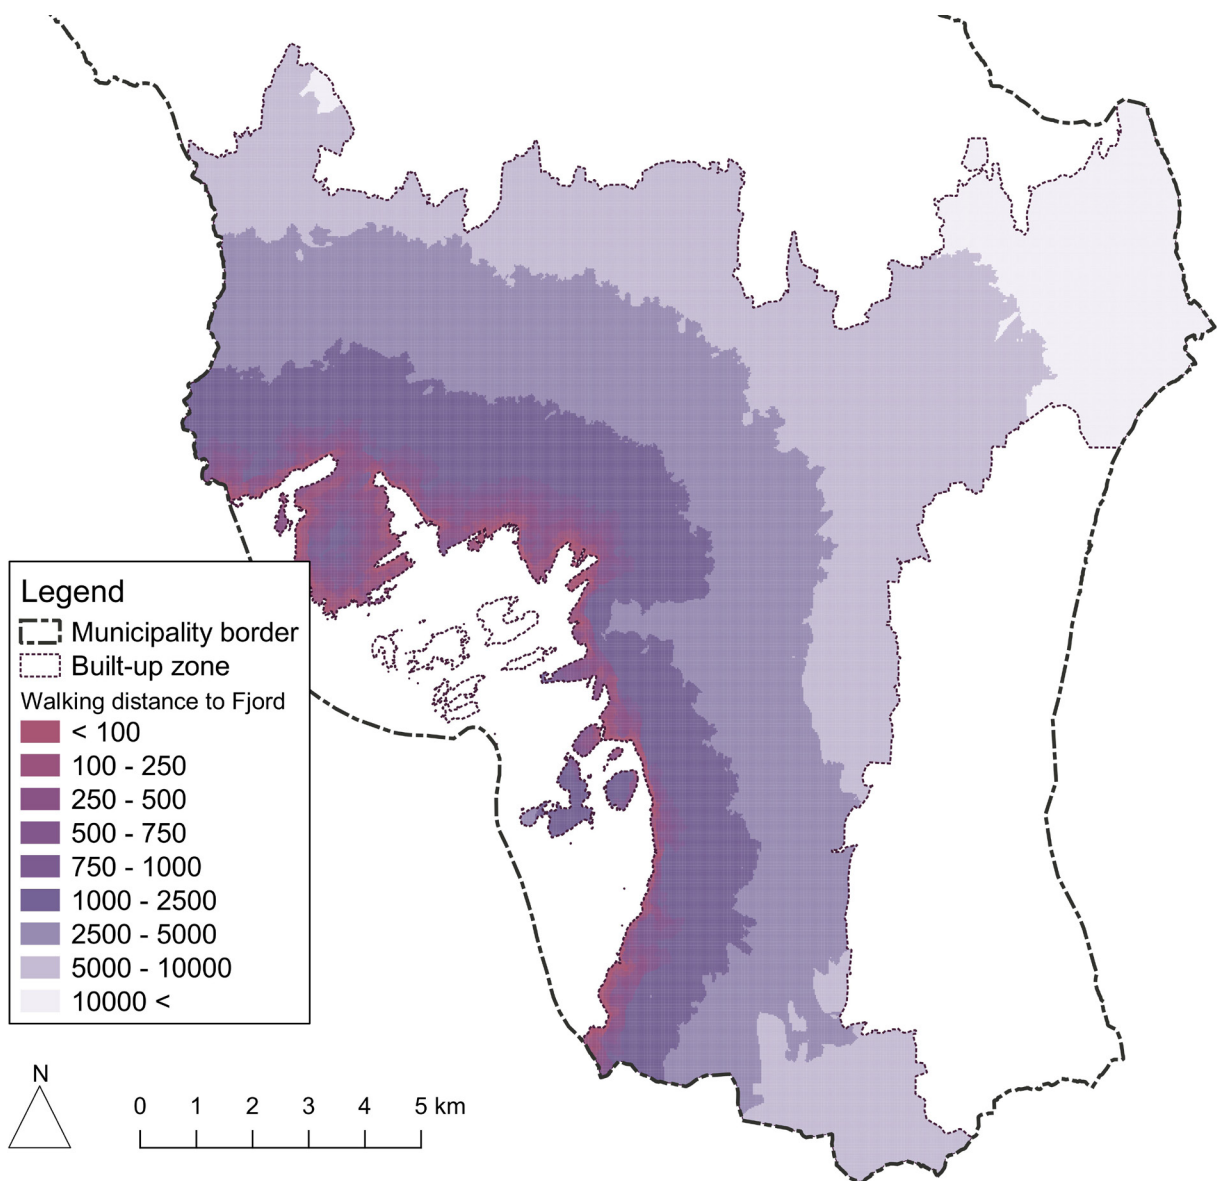 Legend
Municipality border
Built-up zone
Walking distance to Fjord
< 100
100 - 250
250 - 500
500 - 750
750 - 1000
1000 - 2500
2500 - 5000
5000 - 10000
10000 <
N
0 1 2 3 4 5 km